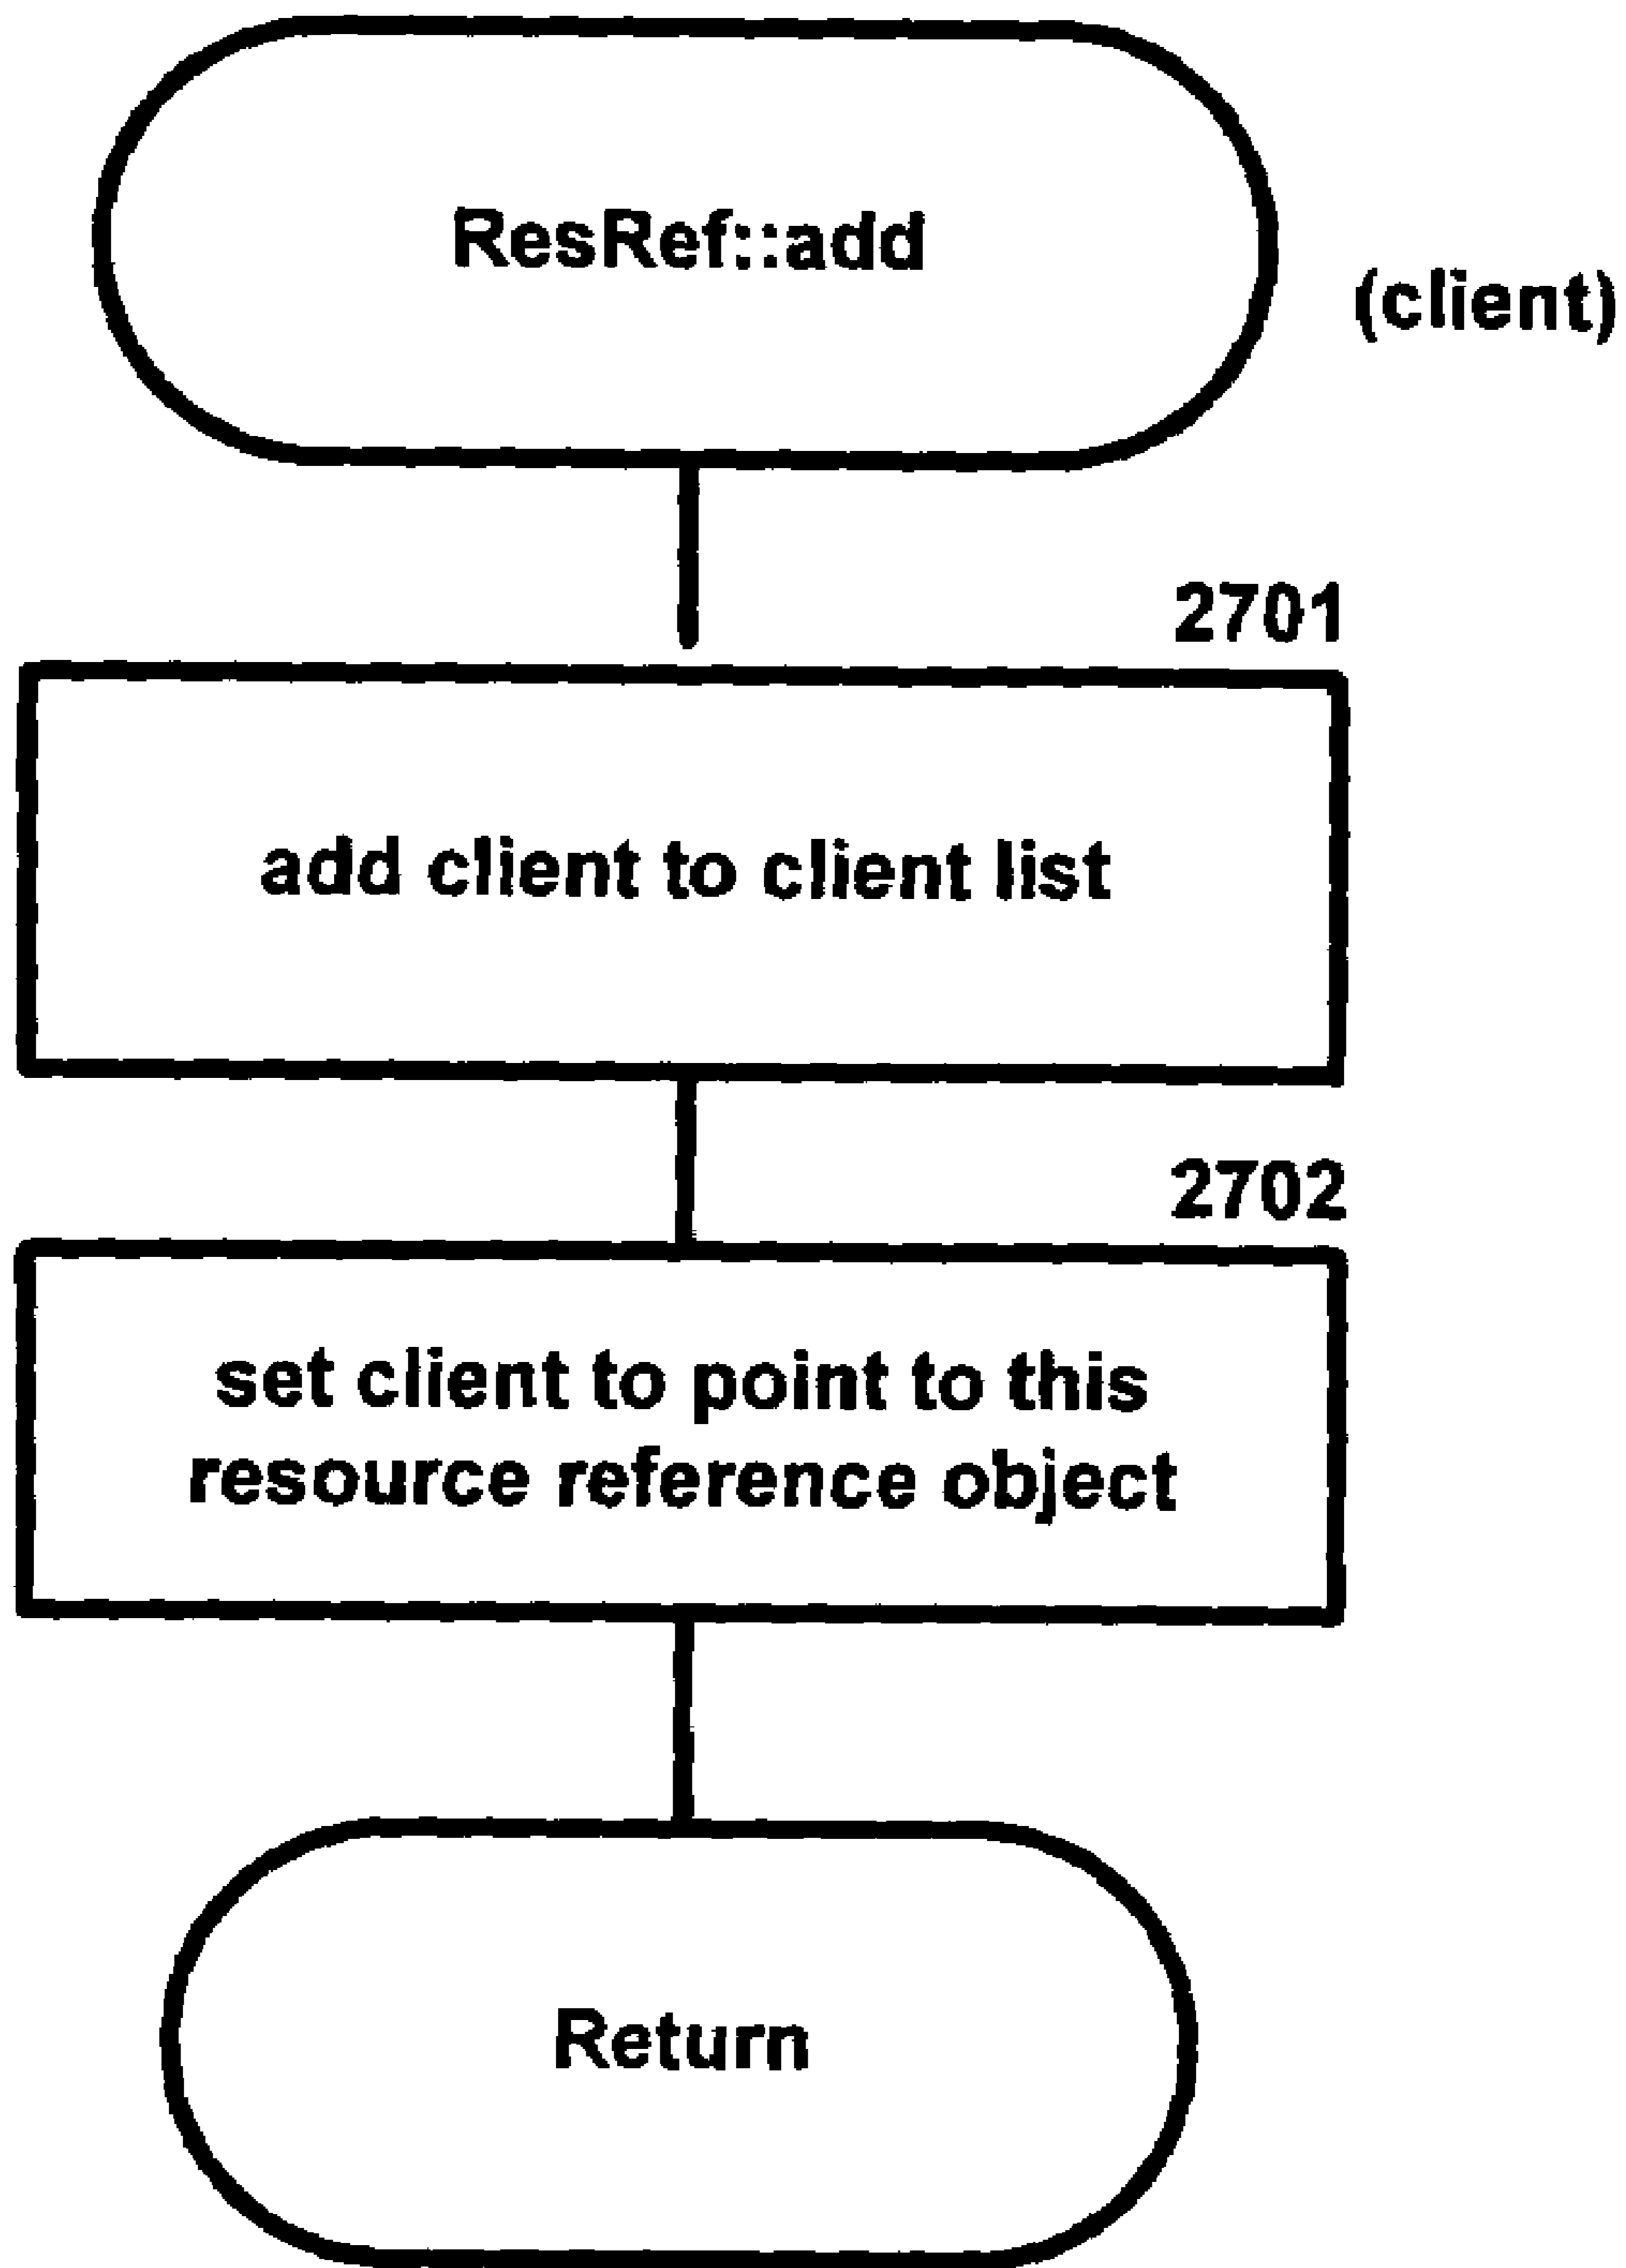 ResRef::add
(client)
2701
add client to client list
2702
set client to point to this
resource reference object
Return